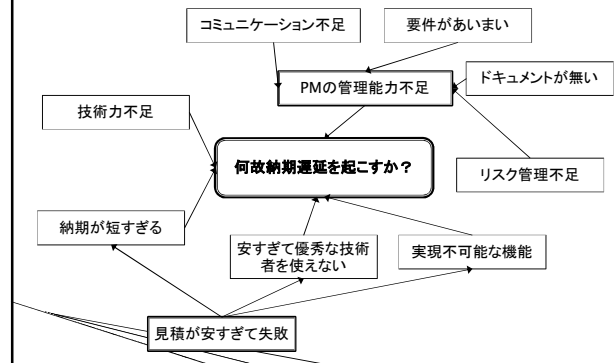 コミュニケーション不足
要件があいまい
PMの管理能力不足
ドキュメントが無い
技術力不足
何故納期遅延を起こすか？
リスク管理不足
納期が短すぎる
安すぎて優秀な技術
者を使えない
実現不可能な機能
見積が安すぎて失敗